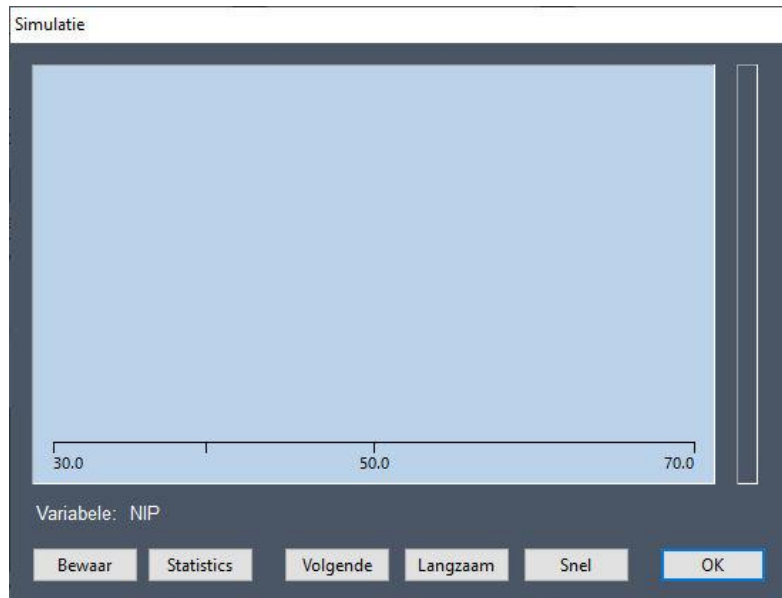 Simulatie
30.0 50.0 70.0
Variabele: NIP
Bewaar Statistics Volgende Langzaam Snel OK